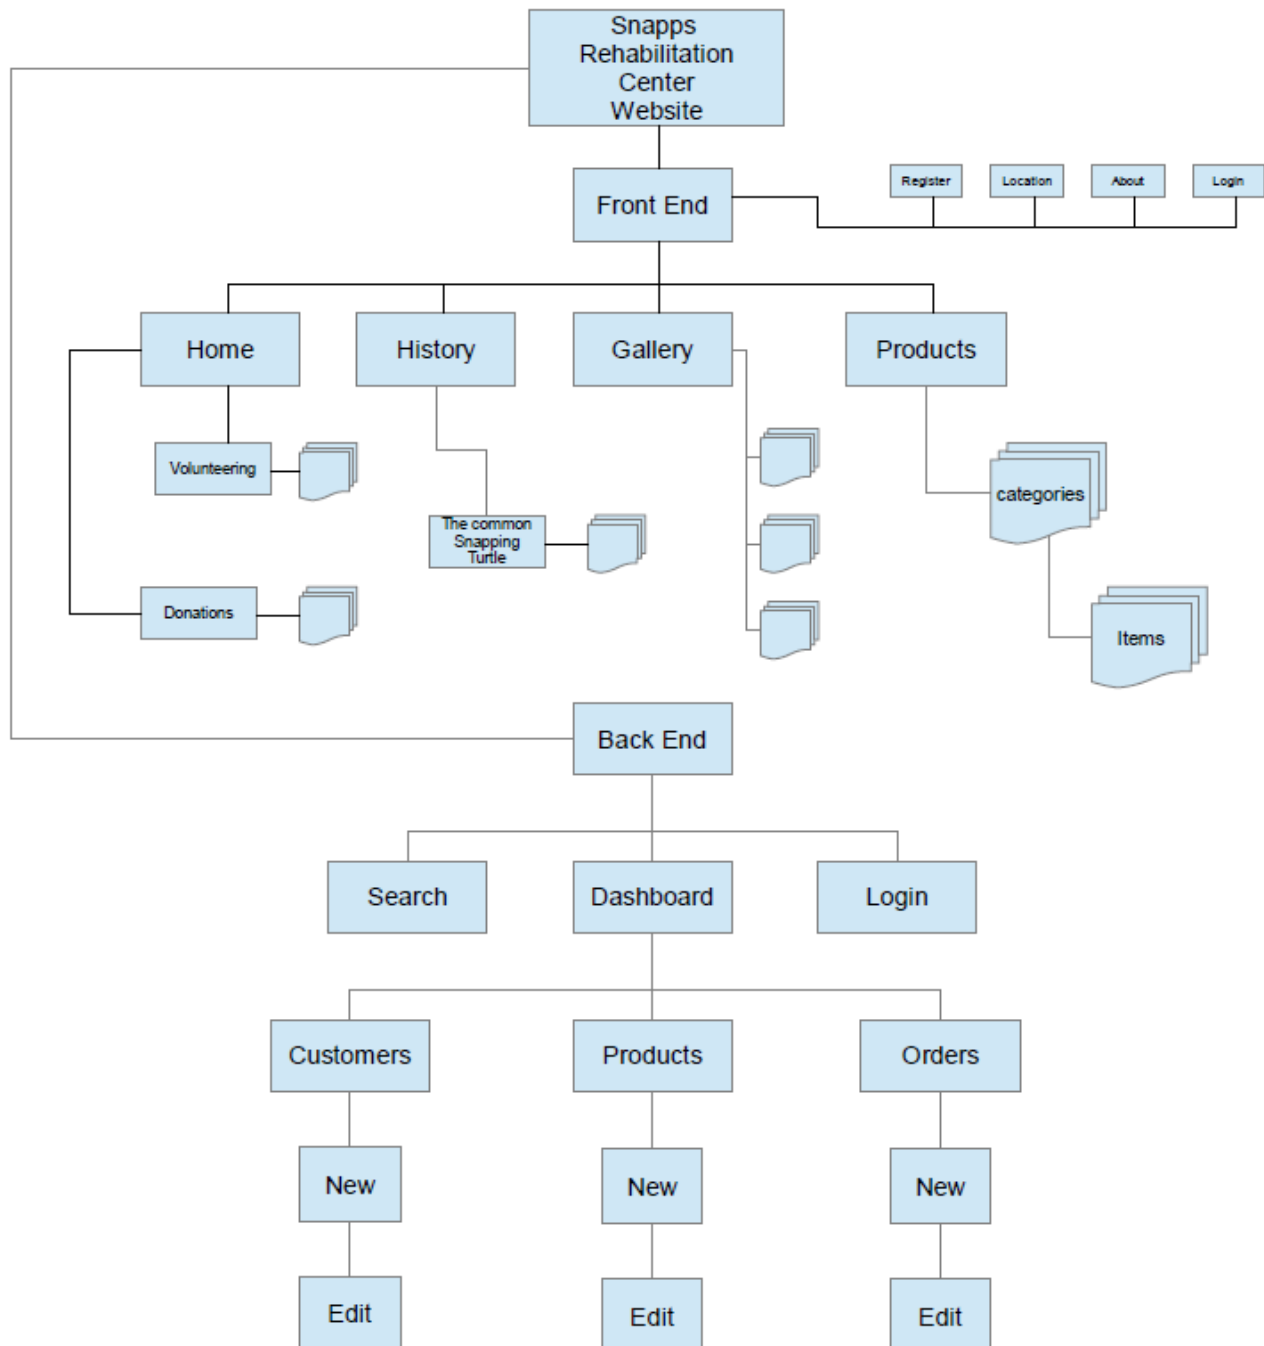 Snapps
Rehabilitation
Center
Website
Front End
Register
Location
About
Login
Home
History
Gallery
Products
Volunteering
categories
The common
Snapping
Turtle
Donations
Items
Back End
Search
Dashboard
Login
Customers
Products
Orders
New
New
New
Edit
Edit
Edit